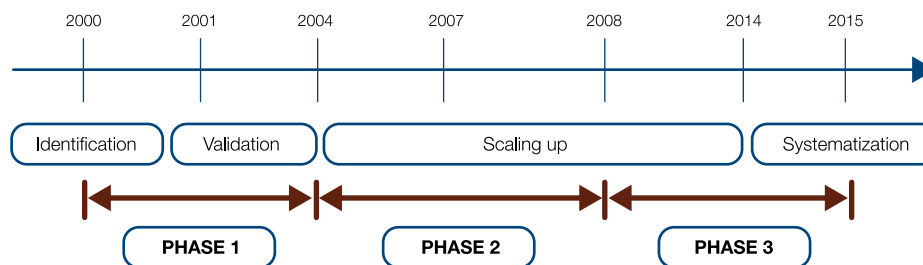 2000 2001 2004 2007 2008 2014 2015
Identification Validation Scaling up Systematization
PHASE 1 PHASE 2 PHASE 3